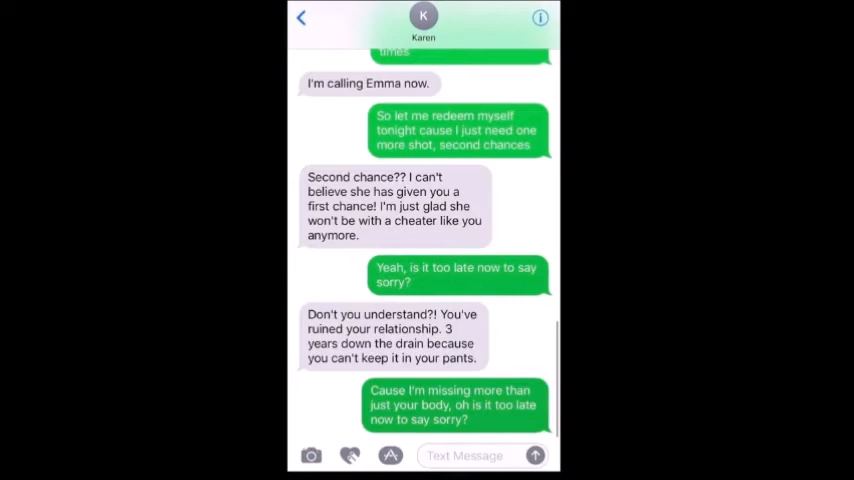 K
Karen
times
I'm calling Emma now.
So let me redeem myself
tonight cause I just need one
more shot, second chances
Second chance?? I can't
believe she has given you a
first chance! I'm just glad she
won't be with a cheater like you
anymore.
Yeah, is it too late now to say
sorry?
Don't you understand?! You've
ruined your relationship. 3
years down the drain because
you can't keep it in your pants.
Cause I'm missing more than
just your body, oh is it too late
now to say sorry?
Text Message